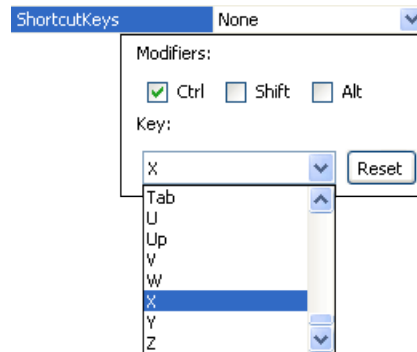 ShortcutKeys None
Modifiers:
Ctrl Shift Alt
Key:
X Reset
Tab
U
Up
V
W
X
Y
Z